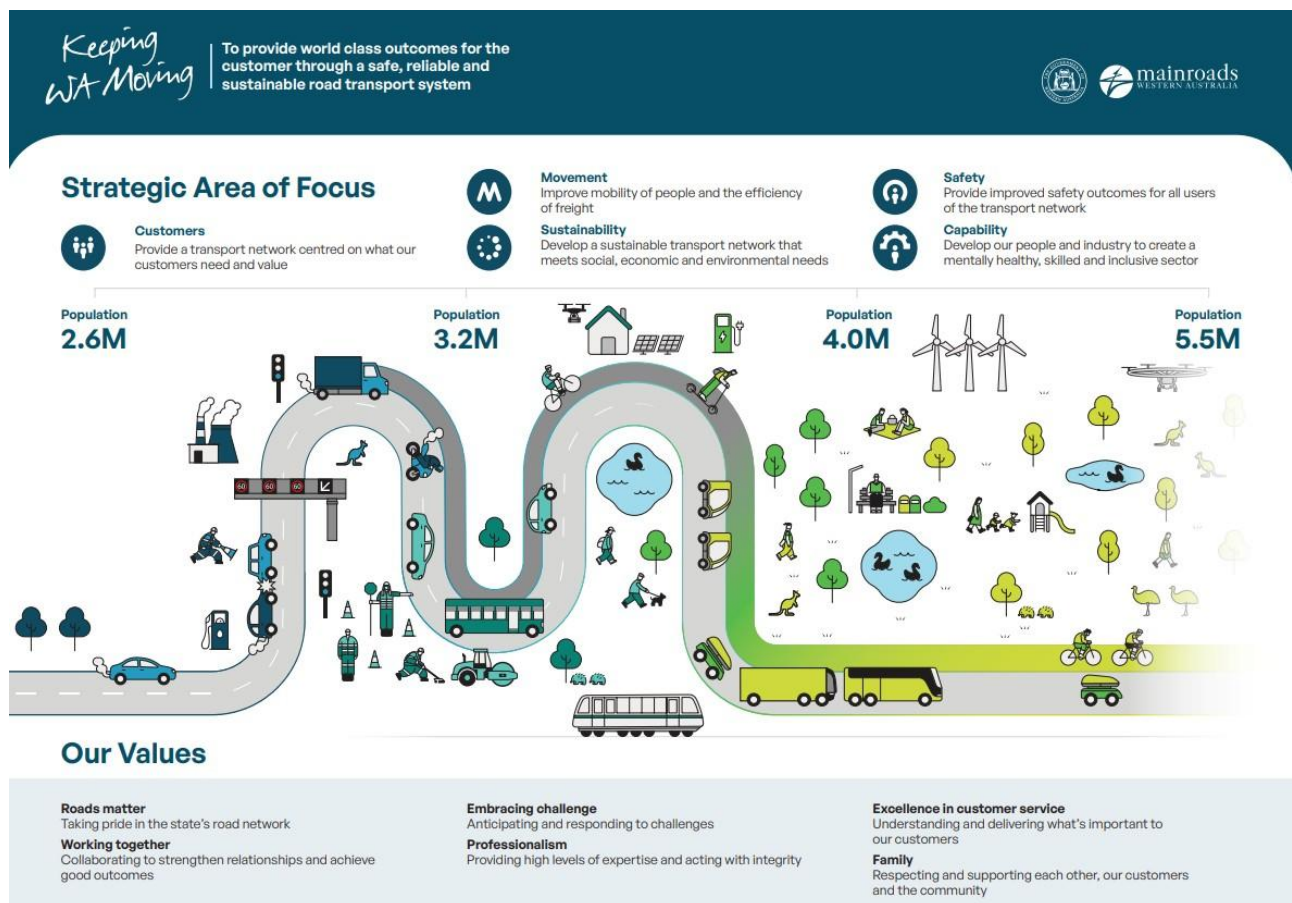 Keeping
WA Moving
To provide world class outcomes for the
customer through a safe, reliable and
sustainable road transport system
mainroads
WESTERN AUSTRALIA
Strategic Area of Focus
Customers
Provide a transport network centred on what our
customers need and value
Movement
Improve mobility of people and the efficiency
of freight
Sustainability
Develop a sustainable transport network that
meets social, economic and environmental needs
Safety
Provide improved safety outcomes for all users
of the transport network
Capability
Develop our people and industry to create a
mentally healthy, skilled and inclusive sector
Population
2.6M
Population
3.2M
Population
4.0M
Population
5.5M
60 60 60
Our Values
Roads matter
Taking pride in the state's road network
Working together
Collaborating to strengthen relationships and achieve
good outcomes
Embracing challenge
Anticipating and responding to challenges
Professionalism
Providing high levels of expertise and acting with integrity
Excellence in customer service
Understanding and delivering what's important to
our customers
Family
Respecting and supporting each other, our customers
and the community